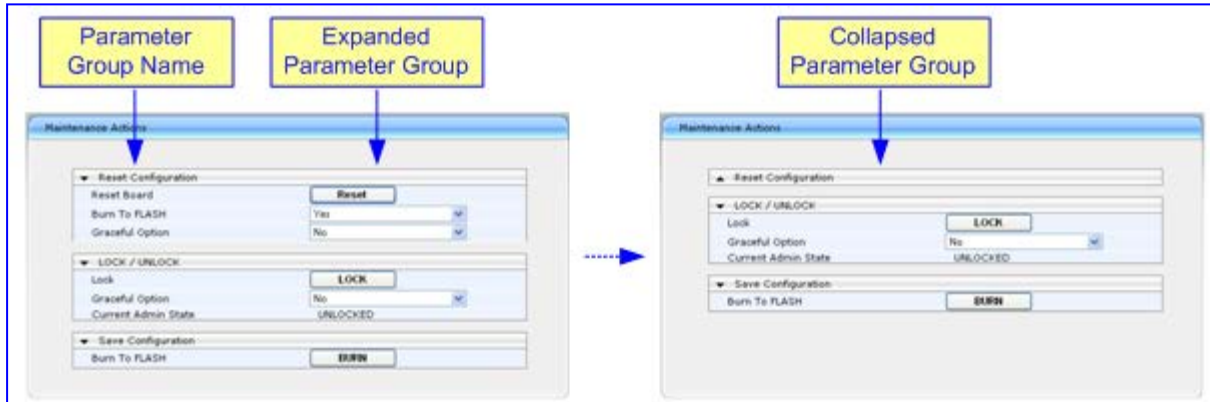 Parameter
Group Name
Expanded
Parameter Group
Collapsed
Parameter Group
Maintenance Actions
Reset Configuration
Reset Board Reset
Burn To FLASH Yes
Graceful Option No
LOCK / UNLOCK
Lock LOCK
Graceful Option No
Current Admin State UNLOCKED
Save Configuration
Burn To FLASH BURN
Maintenance Actions
Reset Configuration
LOCK / UNLOCK
Lock LOCK
Graceful Option No
Current Admin State UNLOCKED
Save Configuration
Burn To FLASH BURN